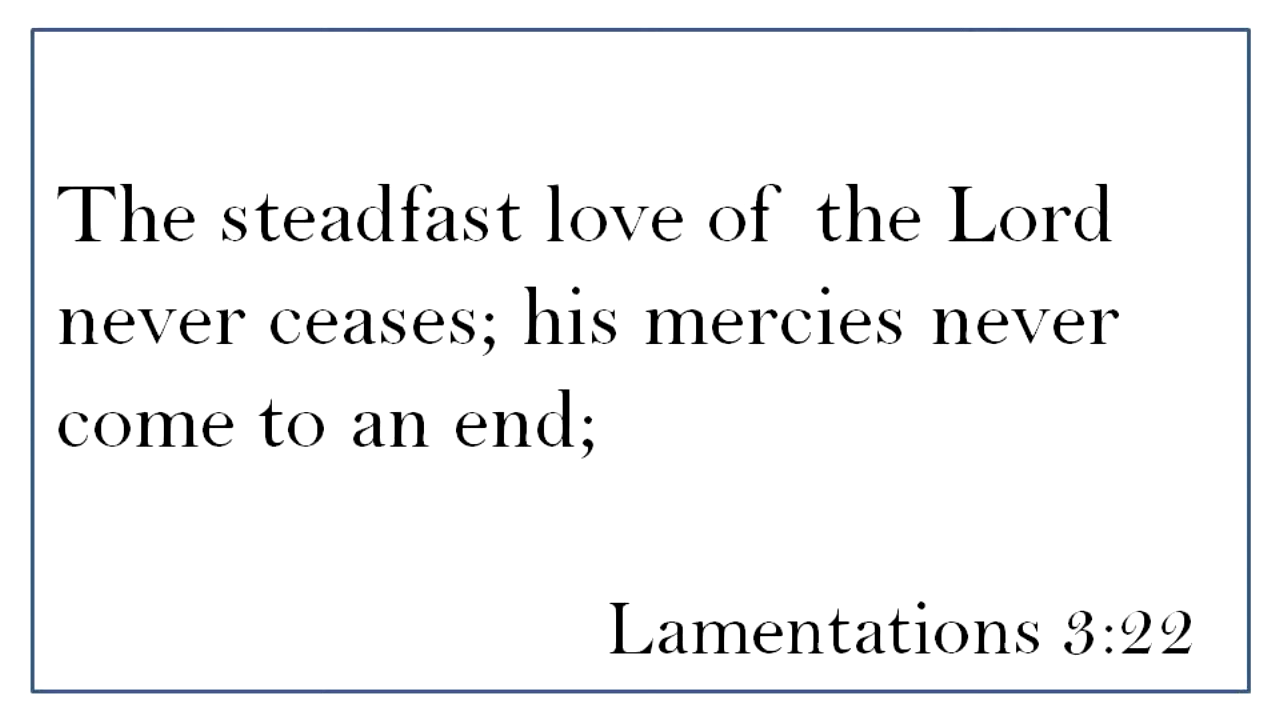 The steadfast love of  the Lord
never ceases; his mercies never
come to an end;
Lamentations 3:22